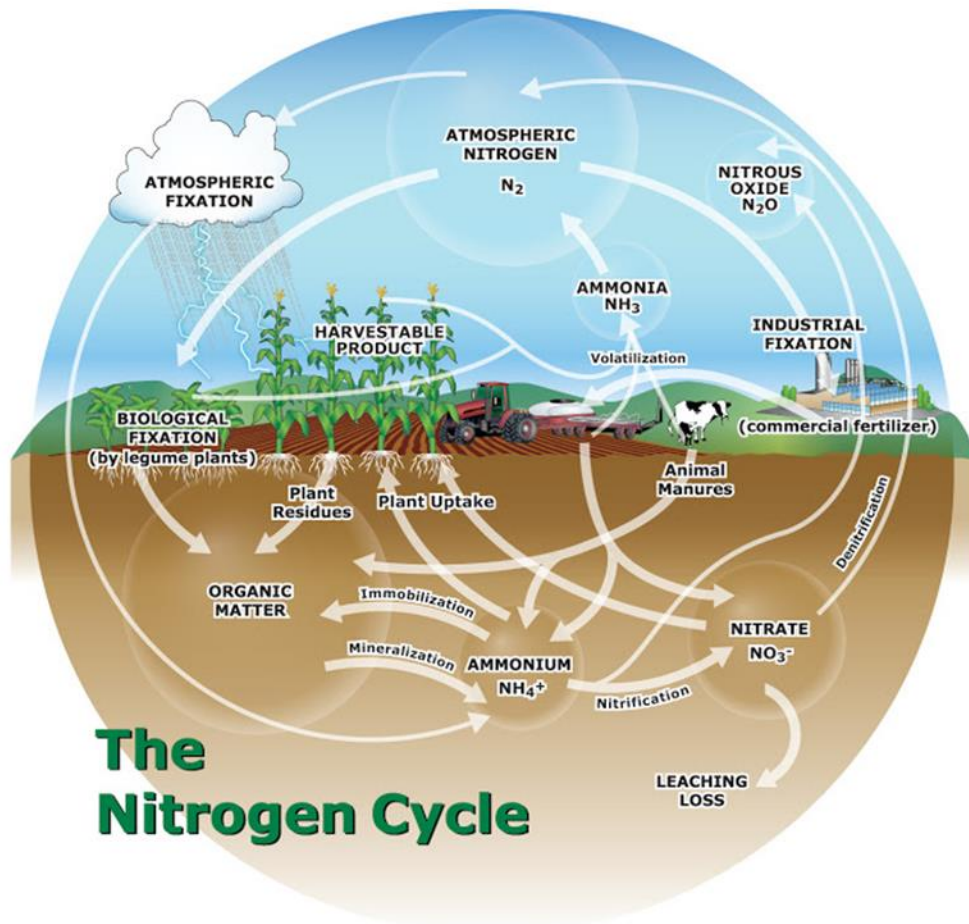 ATMOSPHERIC
NITROGEN
N₂
ATMOSPHERIC
FIXATION
NITROUS
OXIDE
N₂O
AMMONIA
NH₃
HARVESTABLE
PRODUCT
INDUSTRIAL
FIXATION
Volatilization
BIOLOGICAL
FIXATION
(by legume plants)
(commercial fertilizer)
Plant
Residues
Plant Uptake
Animal
Manures
Denitrification
ORGANIC
MATTER
Immobilization
Mineralization
AMMONIUM
NH₄⁺
Nitrification
NITRATE
NO₃⁻
LEACHING
LOSS
The
Nitrogen Cycle